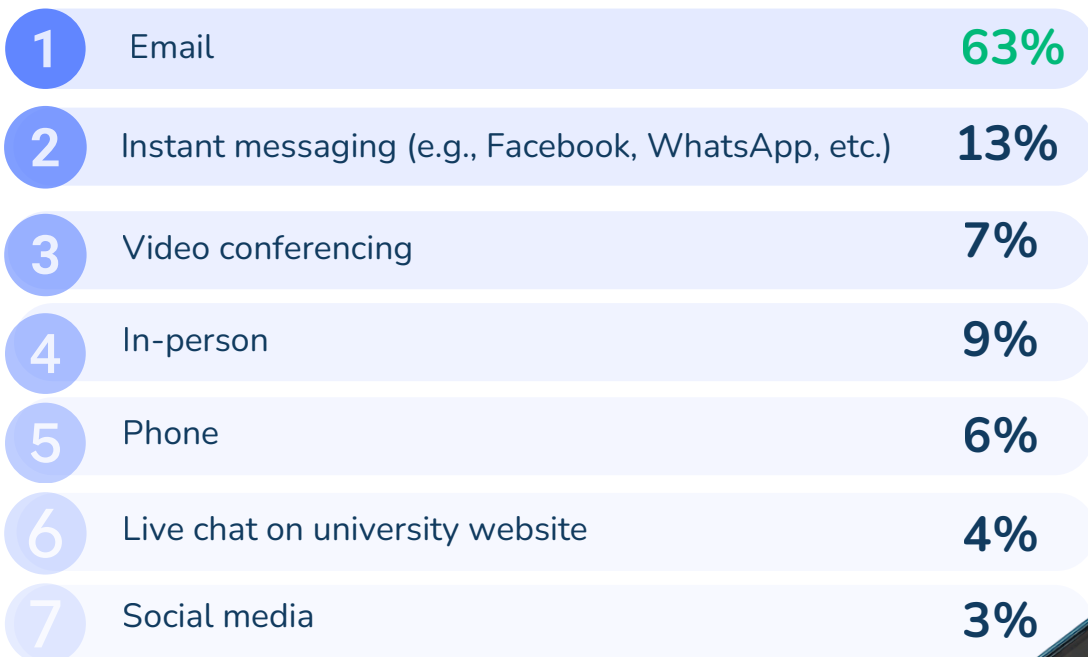 1 Email 63%
2 Instant messaging (e.g., Facebook, WhatsApp, etc.) 13%
3 Video conferencing 7%
4 In-person 9%
5 Phone 6%
6 Live chat on university website 4%
7 Social media 3%